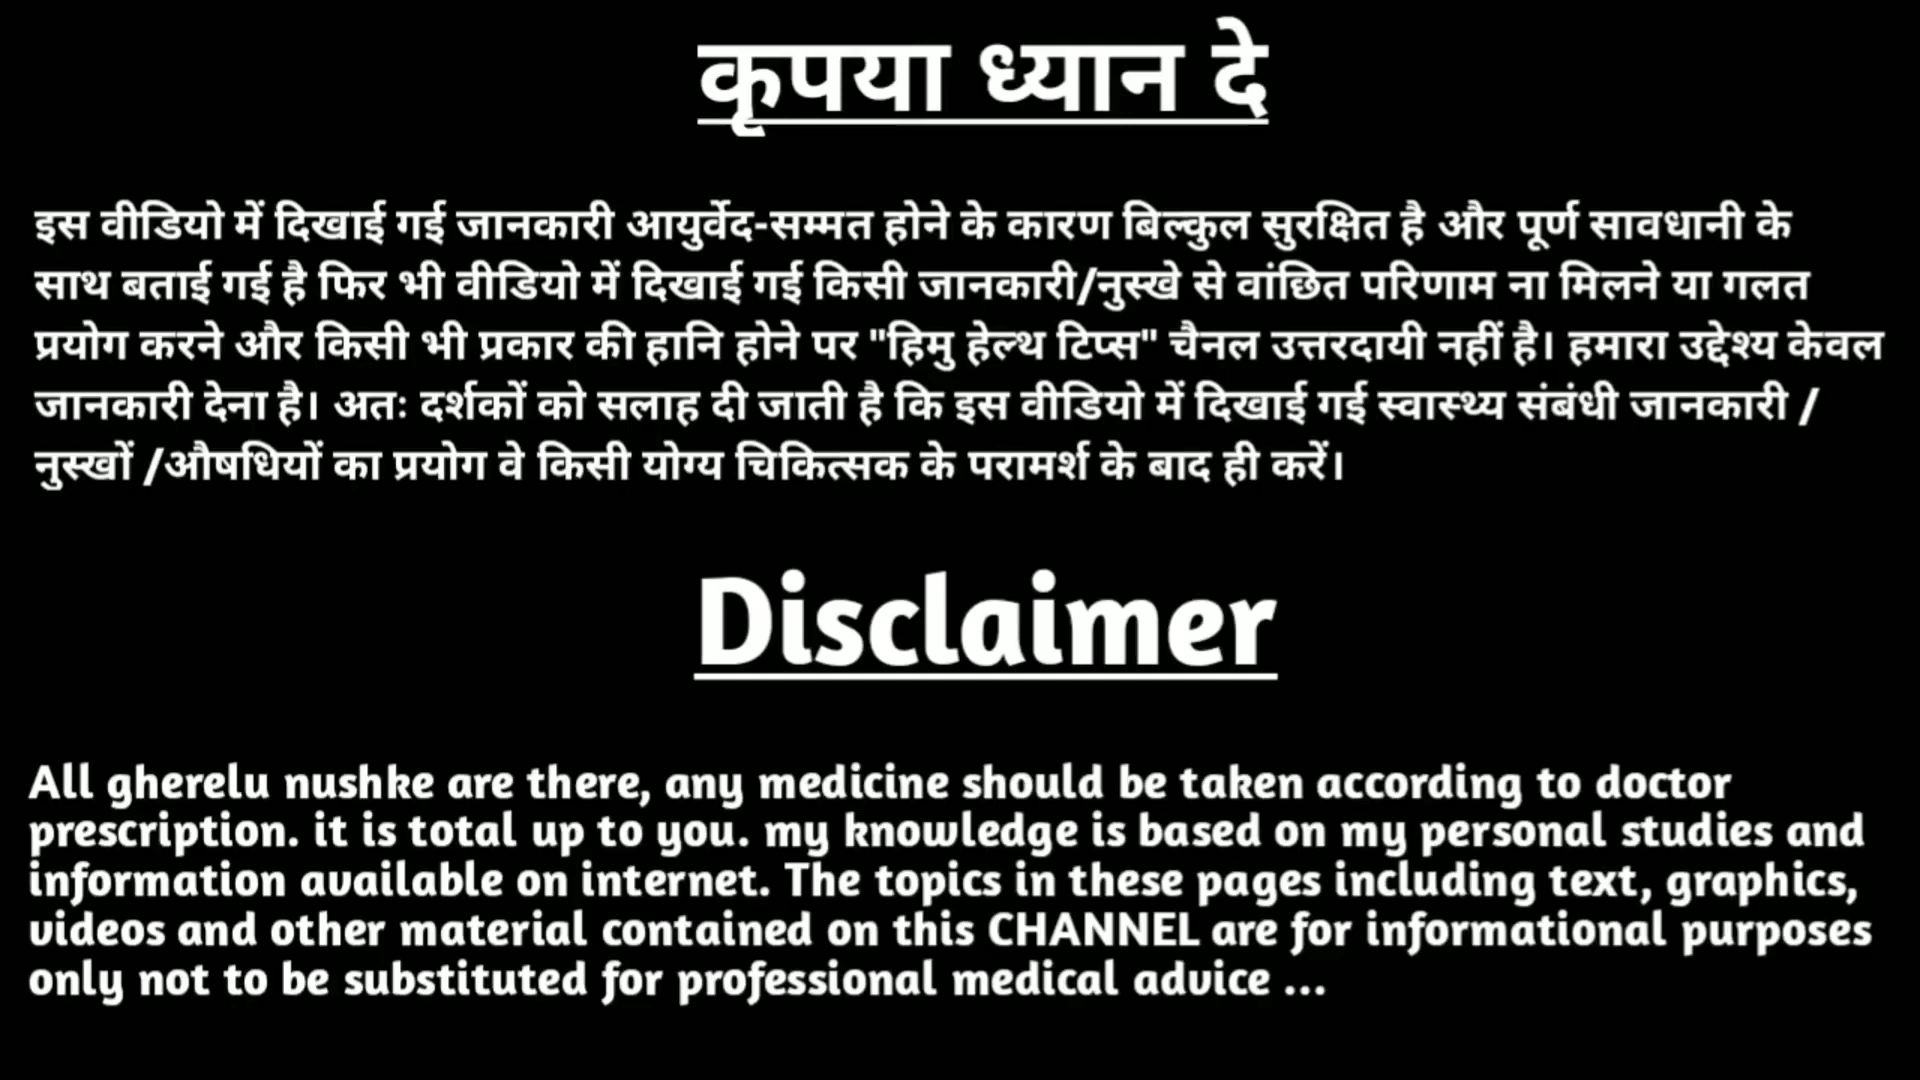 कृपया ध्यान दे
इस वीडियो में दिखाई गई जानकारी आयुर्वेद-सम्मत होने के कारण बिल्कुल सुरक्षित है और पूर्ण सावधानी के
साथ बताई गई है फिर भी वीडियो में दिखाई गई किसी जानकारी/नुस्खे से वांछित परिणाम ना मिलने या गलत
प्रयोग करने और किसी भी प्रकार की हानि होने पर "हिमु हेल्थ टिप्स" चैनल उत्तरदायी नहीं है। हमारा उद्देश्य केवल
जानकारी देना है। अतः दर्शकों को सलाह दी जाती है कि इस वीडियो में दिखाई गई स्वास्थ्य संबंधी जानकारी /
नुस्खों /औषधियों का प्रयोग वे किसी योग्य चिकित्सक के परामर्श के बाद ही करें।
Disclaimer
All gherelu nushke are there, any medicine should be taken according to doctor
prescription. it is total up to you. my knowledge is based on my personal studies and
information available on internet. The topics in these pages including text, graphics,
videos and other material contained on this CHANNEL are for informational purposes
only not to be substituted for professional medical advice ...